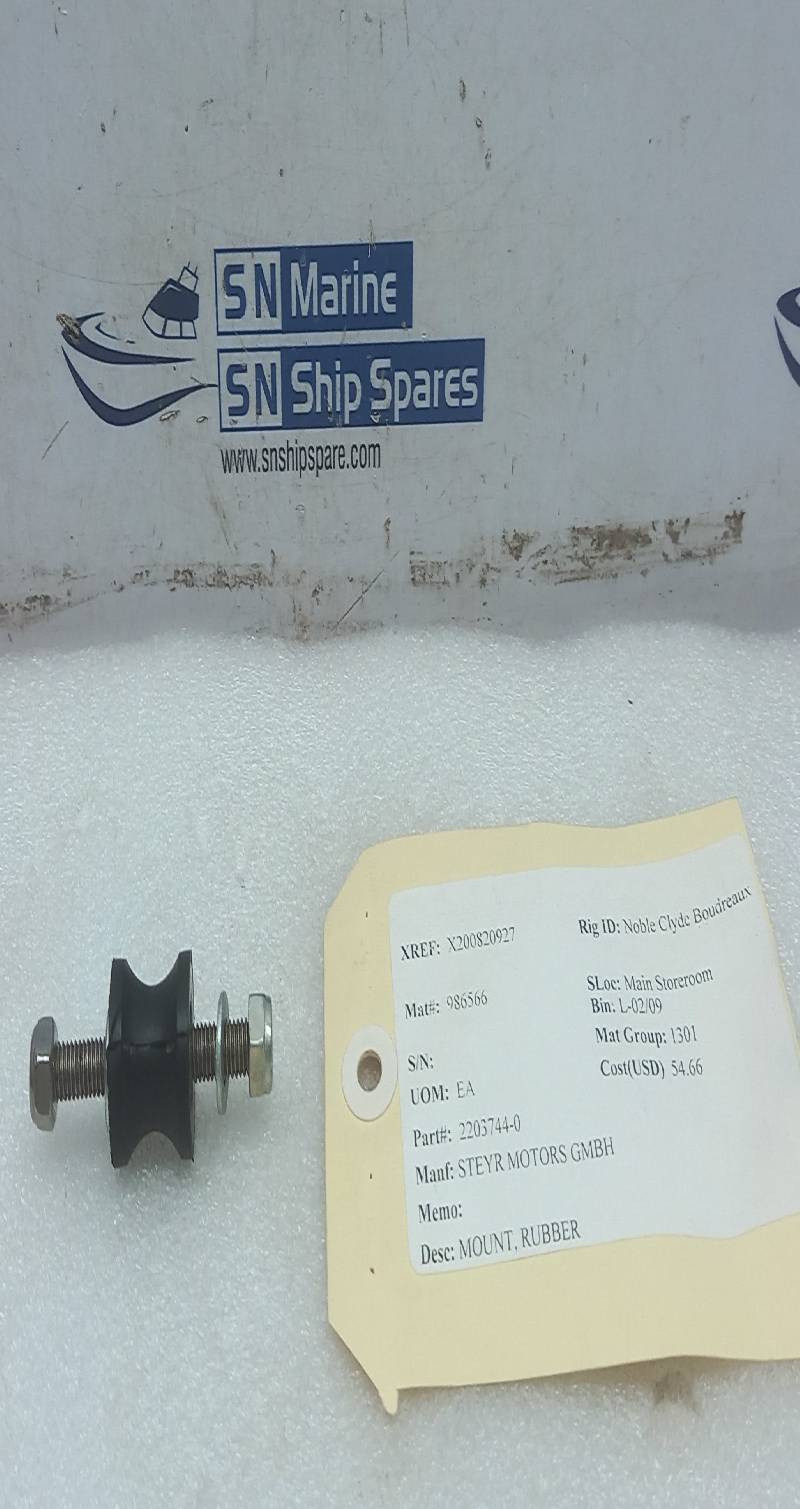 SN Marine
SN Ship Spares
www.snshipspare.com
XREF: X200820927
Rig ID: Noble Clyde Boudreaux
Mat#: 986566
SLoc: Main Storeroom
Bin: L-02/09
S/N:
Mat Group: 1301
UOM: EA
Cost(USD) 54.66
Part#: 2203744-0
Manf: STEYR MOTORS GMBH
Memo:
Desc: MOUNT, RUBBER